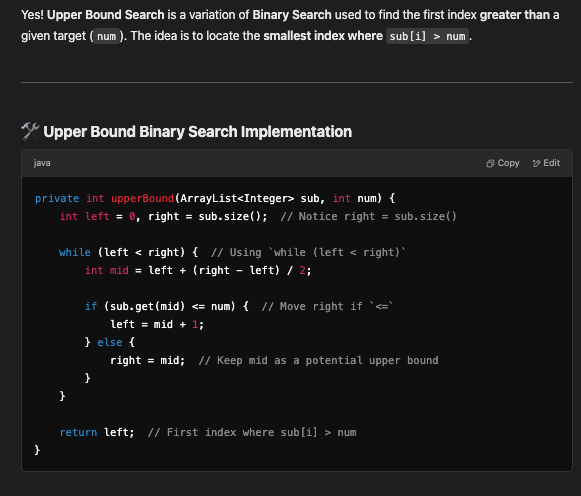 Yes! Upper Bound Search is a variation of Binary Search used to find the first index greater than a
given target ( num ). The idea is to locate the smallest index where sub[i] > num .
🛠 Upper Bound Binary Search Implementation
java Copy Edit
private int upperBound(ArrayList<Integer> sub, int num) {
    int left = 0, right = sub.size();  // Notice right = sub.size()
    while (left < right) {  // Using `while (left < right)`
        int mid = left + (right - left) / 2;
        if (sub.get(mid) <= num) {  // Move right if `<=`
            left = mid + 1;
        } else {
            right = mid;  // Keep mid as a potential upper bound
        }
    }
    return left;  // First index where sub[i] > num
}